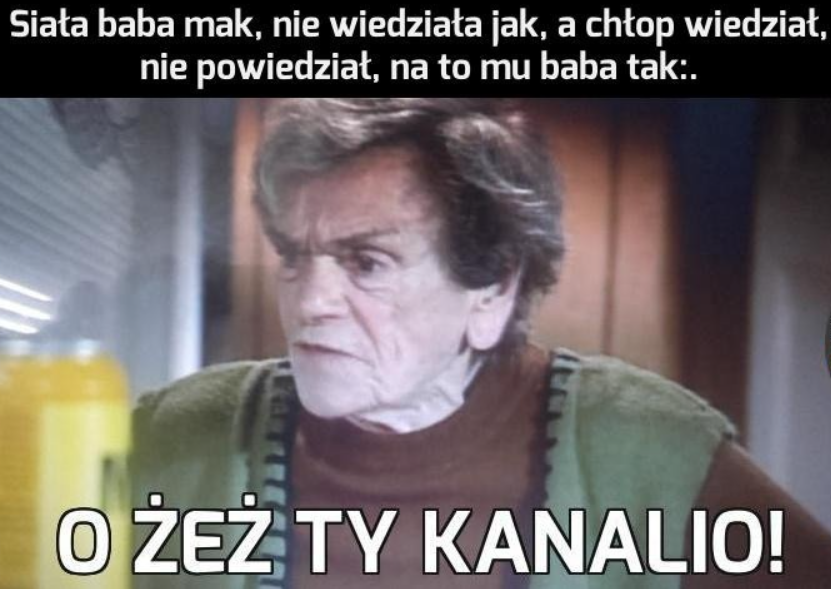 Siała baba mak, nie wiedziała jak, a chłop wiedział,
nie powiedział, na to mu baba tak:.
O ŻEŻ TY KANALIO!